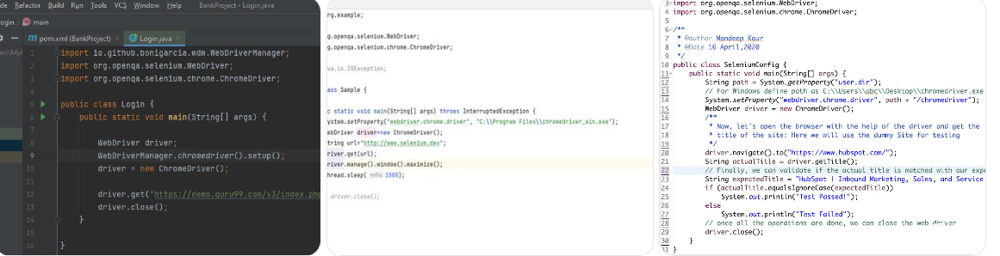 de Refactor Build Run Tools VCS Window Help BankProject - Login.java
ogin main
pom.xml (BankProject) Login.java
1 import io.github.bonigarcia.wdm.WebDriverManager;
2 import org.openqa.selenium.WebDriver;
3 import org.openqa.selenium.chrome.ChromeDriver;
4
5 public class Login {
6 public static void main(String[] args) {
7
8 WebDriver driver;
9 WebDriverManager.chromedriver().setup();
10 driver = new ChromeDriver();
11
12 driver.get("https://demo.guru99.com/v3/index.php
13 driver.close();
14 }
15
16 }
rg.example;
g.openqa.selenium.WebDriver;
g.openqa.selenium.chrome.ChromeDriver;
va.io.IOException;
ass Sample {
c static void main(String[] args) throws InterruptedException {
ystem.setProperty("webdriver.chrome.driver", "C:\\Program Files\\chromedriver_win.exe");
ebDriver driver=new ChromeDriver();
tring url="http://www.selenium.dev";
river.get(url);
river.manage().window().maximize();
hread.sleep( millis: 1000);
driver.close();
3 import org.openqa.selenium.WebDriver;
4 import org.openqa.selenium.chrome.ChromeDriver;
5
6 /**
7 * @author Mandeep Kaur
8 * @Date 16 April,2020
9 */
10 public class SeleniumConfig {
11 public static void main(String[] args) {
12 String path = System.getProperty("user.dir");
13 // For Windows define path as C:\\Users\\abc\\Desktop\\chromedriver.exe
14 System.setProperty("webdriver.chrome.driver", path + "/chromedriver");
15 WebDriver driver = new ChromeDriver();
16 /**
17 * Now, let's open the browser with the help of the driver and get the
18 * title of the site: Here we will use the dummy Site for testing
19 */
20 driver.navigate().to("https://www.hubspot.com/");
21 String actualTitle = driver.getTitle();
22 // Finally, we can validate if the actual title is matched with our expe
23 String expectedTitle = "HubSpot | Inbound Marketing, Sales, and Service
24 if (actualTitle.equalsIgnoreCase(expectedTitle))
25 System.out.println("Test Passed!");
26 else
27 System.out.println("Test Failed");
28 // once all the operations are done, we can close the web driver
29 driver.close();
30 }
31 }